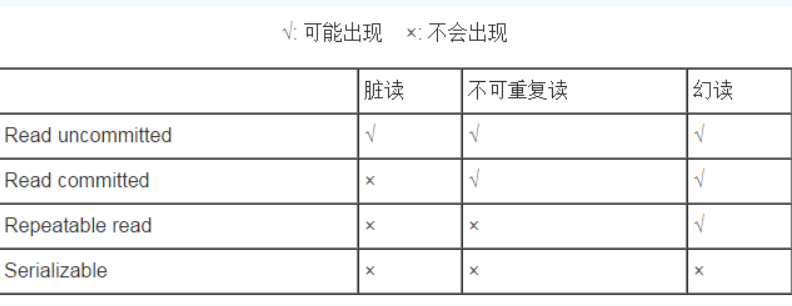 √: 可能出现 ×: 不会出现
脏读 不可重复读 幻读
Read uncommitted √ √ √
Read committed × √ √
Repeatable read × × √
Serializable × × ×